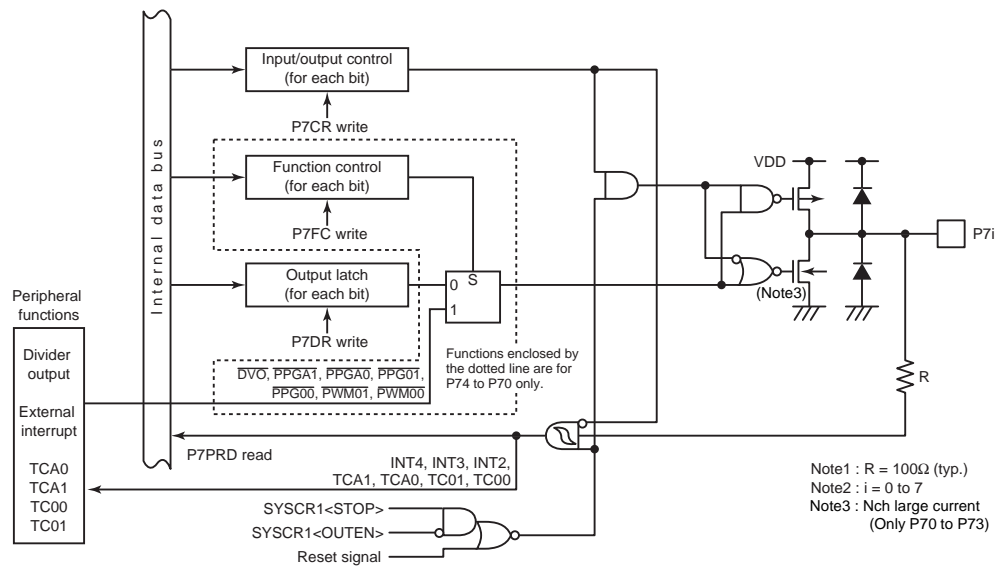 Input/output control
(for each bit)
P7CR write
Internal data bus
Function control
(for each bit)
P7FC write
VDD
P7i
Output latch
(for each bit)
S
0
1
(Note3)
P7DR write
Peripheral
functions
Divider
output
External
interrupt
TCA0
TCA1
TC00
TC01
Functions enclosed by
the dotted line are for
P74 to P70 only.
DVO, PPGA1, PPGA0, PPG01,
PPG00, PWM01, PWM00
R
P7PRD read
INT4, INT3, INT2,
TCA1, TCA0, TC01, TC00
SYSCR1<STOP>
SYSCR1<OUTEN>
Reset signal
Note1 : R = 100Ω (typ.)
Note2 : i = 0 to 7
Note3 : Nch large current
(Only P70 to P73)